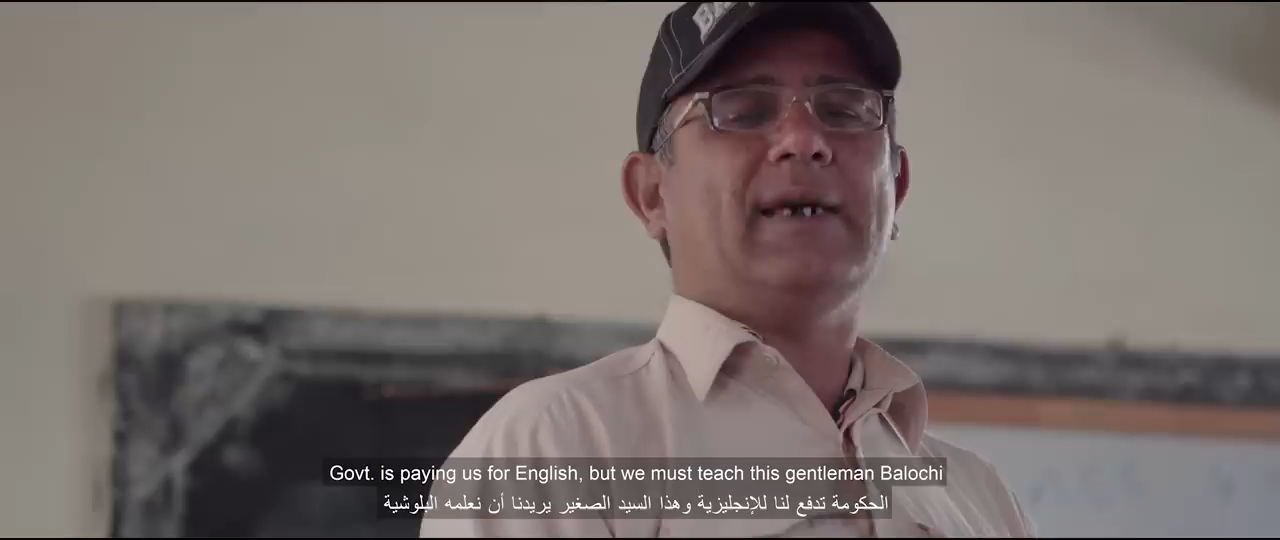 Govt. is paying us for English, but we must teach this gentleman Balochi
الحكومة تدفع لنا للإنجليزية وهذا السيد الصغير يريدنا أن نعلمه البلوشية